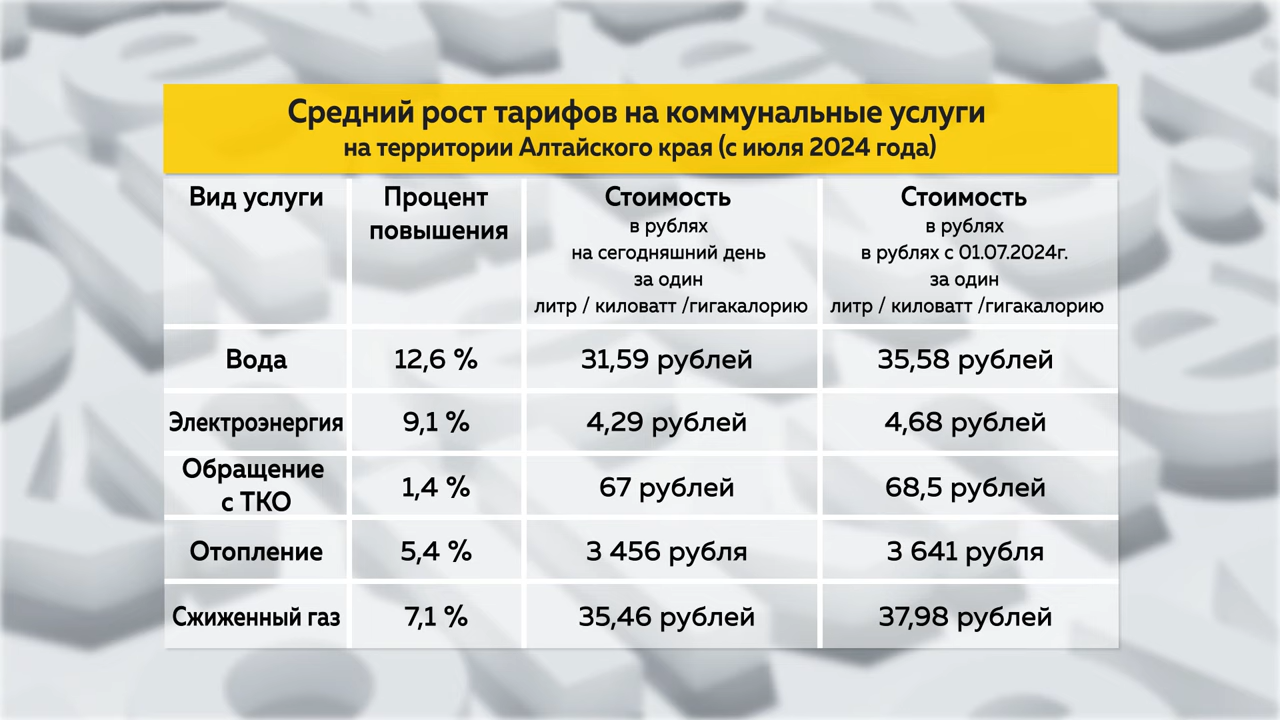 Средний рост тарифов на коммунальные услуги
на территории Алтайского края (с июля 2024 года)
Вид услуги
Процент
повышения
Стоимость
в рублях
на сегодняшний день
за один
литр / киловатт /гигакалорию
Стоимость
в рублях
в рублях с 01.07.2024г.
за один
литр / киловатт /гигакалорию
Вода
12,6 %
31,59 рублей
35,58 рублей
Электроэнергия
9,1 %
4,29 рублей
4,68 рублей
Обращение
с ТКО
1,4 %
67 рублей
68,5 рублей
Отопление
5,4 %
3 456 рубля
3 641 рубля
Сжиженный газ
7,1 %
35,46 рублей
37,98 рублей